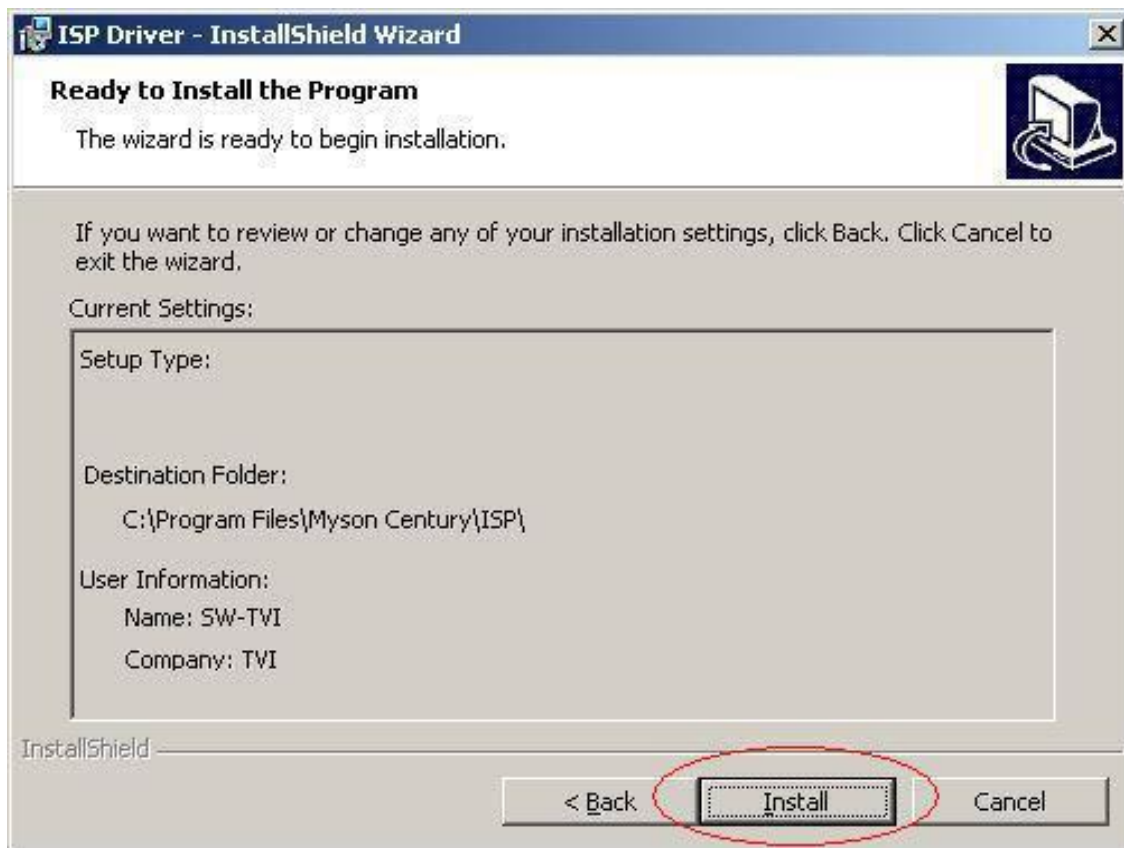 ISP Driver - InstallShield Wizard
Ready to Install the Program
The wizard is ready to begin installation.
If you want to review or change any of your installation settings, click Back. Click Cancel to
exit the wizard.
Current Settings:
Setup Type:
Destination Folder:
C:\Program Files\Myson Century\ISP\
User Information:
Name: SW-TVI
Company: TVI
InstallShield
< Back Install Cancel